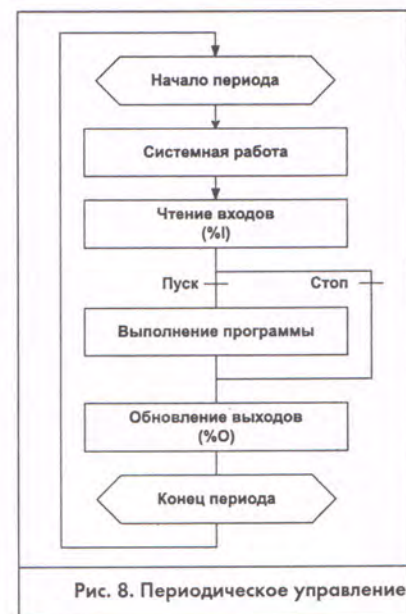 Начало периода
Системная работа
Чтение входов
(%I)
Пуск
Стоп
Выполнение программы
Обновление выходов
(%O)
Конец периода
Рис. 8. Периодическое управление